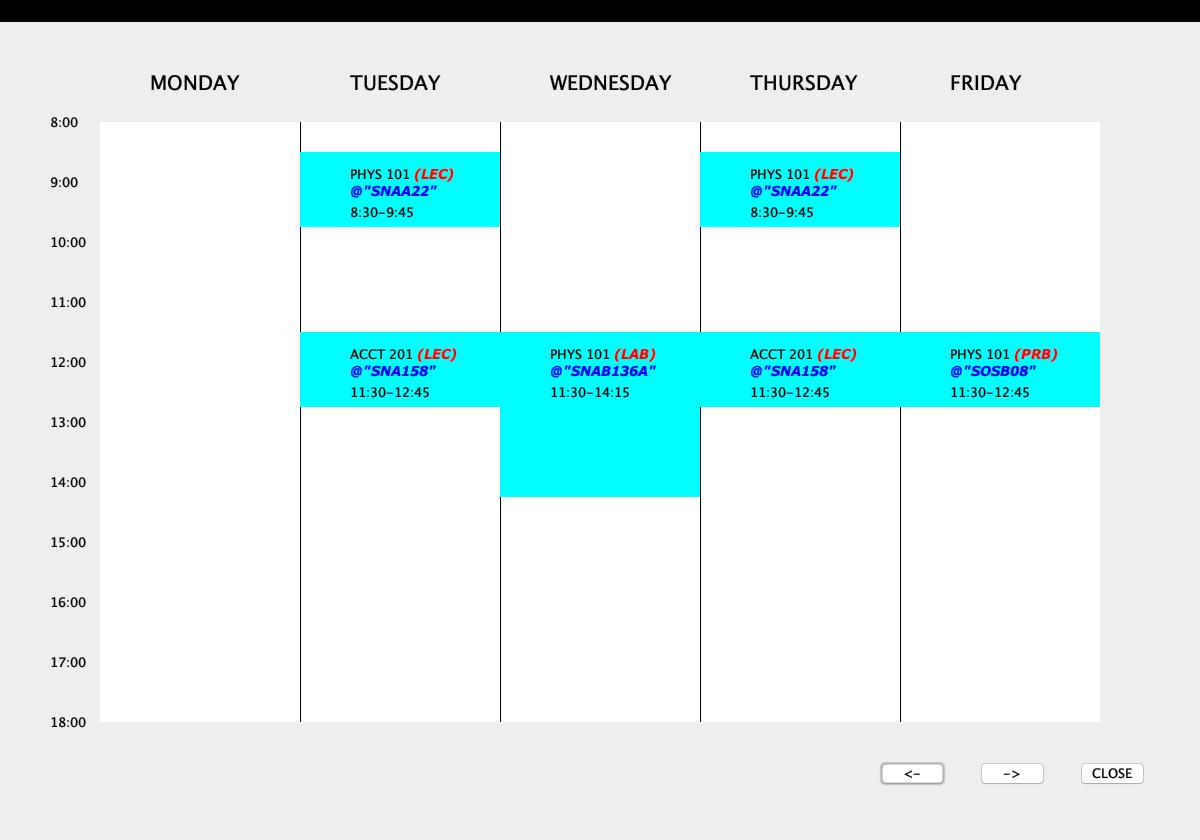 MONDAY TUESDAY WEDNESDAY THURSDAY FRIDAY
8:00
PHYS 101 (LEC)
@"SNAA22"
8:30-9:45
PHYS 101 (LEC)
@"SNAA22"
8:30-9:45
9:00
10:00
11:00
ACCT 201 (LEC)
@"SNA158"
11:30-12:45
PHYS 101 (LAB)
@"SNAB136A"
11:30-14:15
ACCT 201 (LEC)
@"SNA158"
11:30-12:45
PHYS 101 (PRB)
@"SOSB08"
11:30-12:45
12:00
13:00
14:00
15:00
16:00
17:00
18:00
<- -> CLOSE